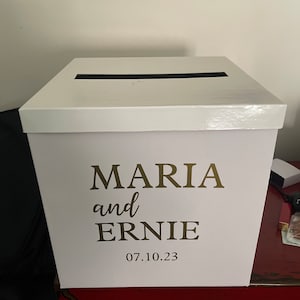 MARIA
and
ERNIE
07.10.23